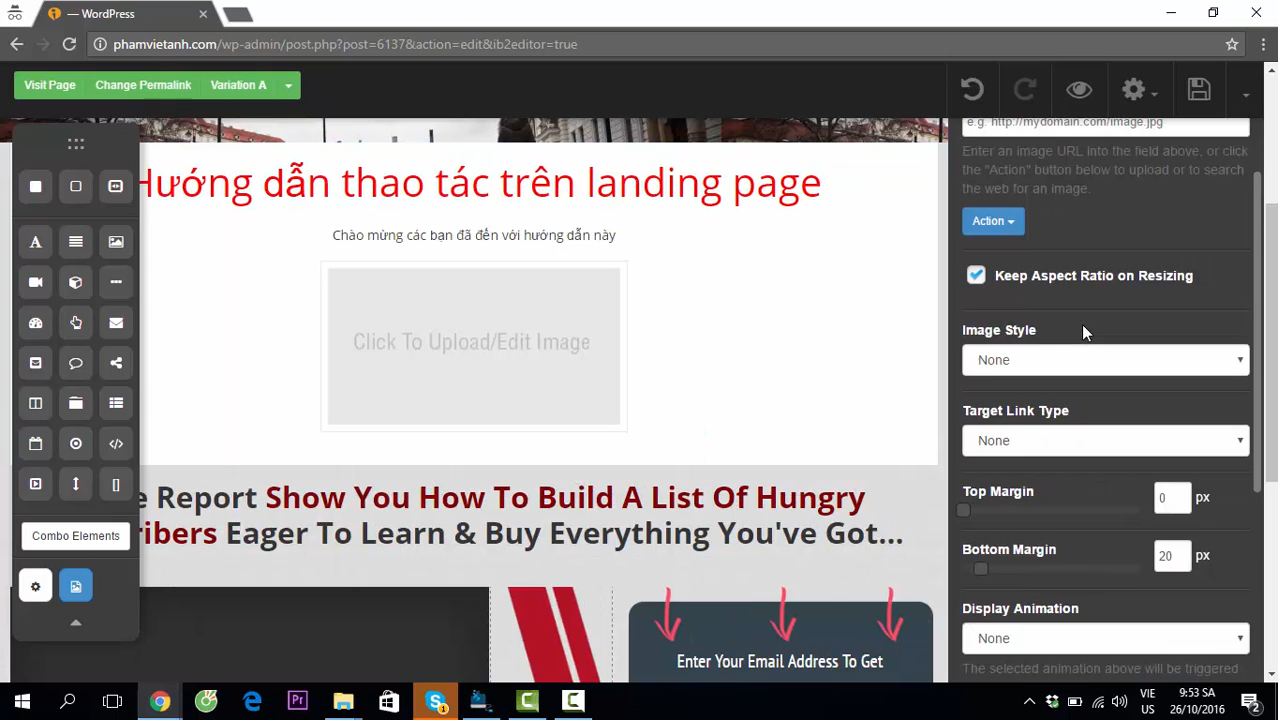 — WordPress
phamvietanh.com/wp-admin/post.php?post=6137&action=edit&ib2editor=true
Visit Page Change Permalink Variation A
e.g. http://mydomain.com/image.jpg
Enter an image URL into the field above, or click
the "Action" button below to upload or to search
the web for an image.
Action
Keep Aspect Ratio on Resizing
Image Style
None
Target Link Type
None
Top Margin 0 px
Bottom Margin 20 px
Display Animation
None
The selected animation above will be triggered
Hướng dẫn thao tác trên landing page
Chào mừng các bạn đã đến với hướng dẫn này
Click To Upload/Edit Image
e Report Show You How To Build A List Of Hungry
ribers Eager To Learn & Buy Everything You've Got...
Enter Your Email Address To Get
Combo Elements
VIE
US
9:53 SA
26/10/2016
2